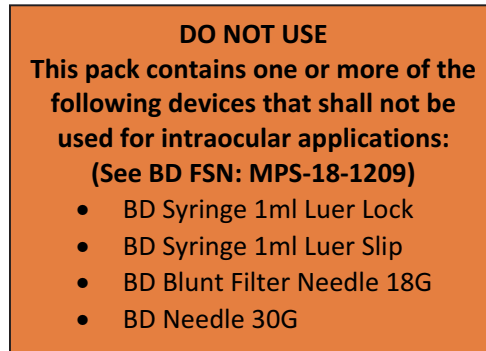 DO NOT USE
This pack contains one or more of the
following devices that shall not be
used for intraocular applications:
(See BD FSN: MPS-18-1209)
• BD Syringe 1ml Luer Lock
• BD Syringe 1ml Luer Slip
• BD Blunt Filter Needle 18G
• BD Needle 30G